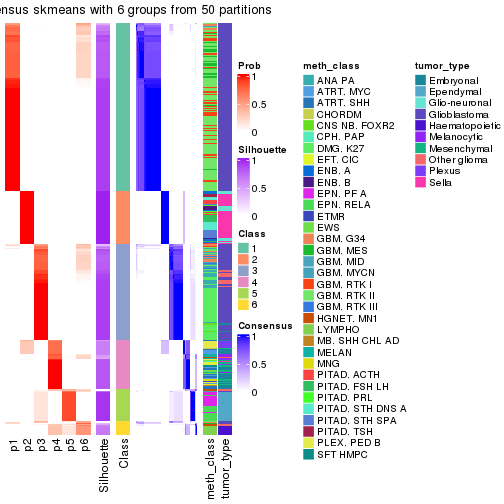 ensus skmeans with 6 groups from 50 partitions
p1
p2
p3
p4
p5
p6
Silhouette
Class
meth_class
tumor_type
Prob
1
0.5
0
Silhouette
1
0.5
0
Class
1
2
3
4
5
6
Consensus
1
0.5
0
meth_class
ANA PA
ATRT. MYC
ATRT. SHH
CHORDM
CNS NB. FOXR2
CPH. PAP
DMG. K27
EFT. CIC
ENB. A
ENB. B
EPN. PF A
EPN. RELA
ETMR
EWS
GBM. G34
GBM. MES
GBM. MID
GBM. MYCN
GBM. RTK I
GBM. RTK II
GBM. RTK III
HGNET. MN1
LYMPHO
MB. SHH CHL AD
MELAN
MNG
PITAD. ACTH
PITAD. FSH LH
PITAD. PRL
PITAD. STH DNS A
PITAD. STH SPA
PITAD. TSH
PLEX. PED B
SFT HMPC
tumor_type
Embryonal
Ependymal
Glio-neuronal
Glioblastoma
Haematopoietic
Melanocytic
Mesenchymal
Other glioma
Plexus
Sella